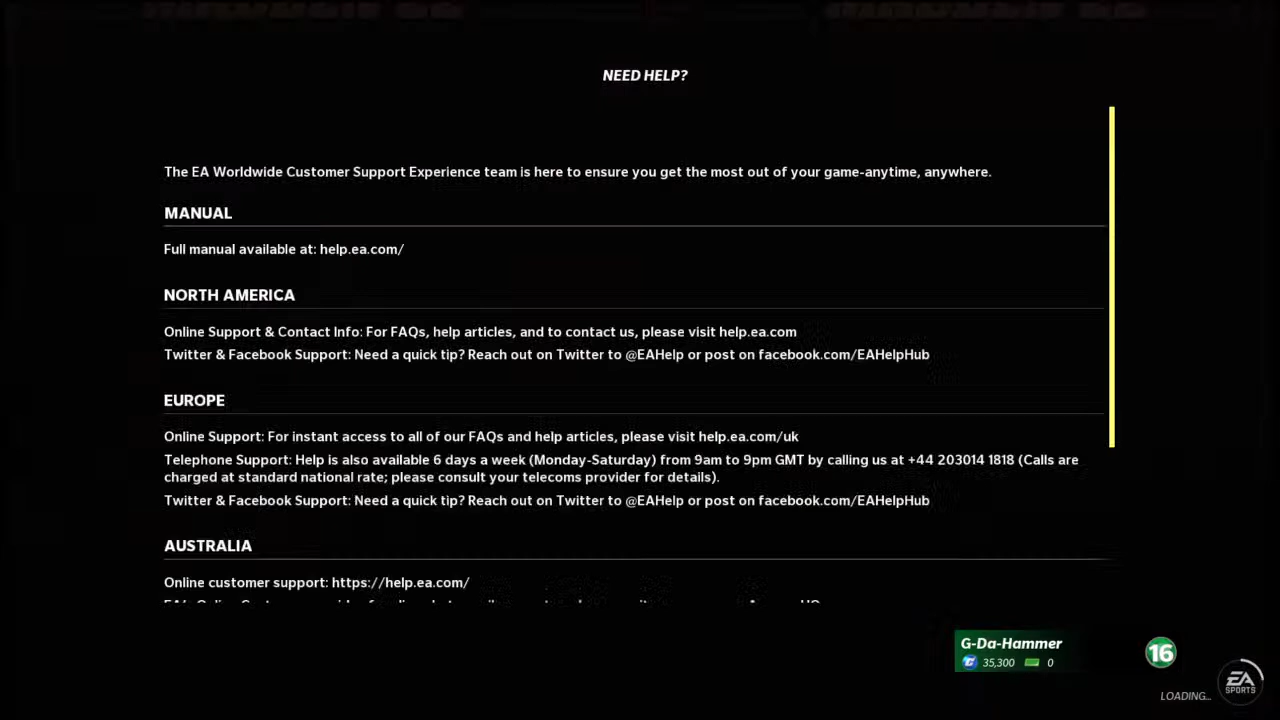 NEED HELP?
The EA Worldwide Customer Support Experience team is here to ensure you get the most out of your game-anytime, anywhere.
MANUAL
Full manual available at: help.ea.com/
NORTH AMERICA
Online Support & Contact Info: For FAQs, help articles, and to contact us, please visit help.ea.com
Twitter & Facebook Support: Need a quick tip? Reach out on Twitter to @EAHelp or post on facebook.com/EAHelpHub
EUROPE
Online Support: For instant access to all of our FAQs and help articles, please visit help.ea.com/uk
Telephone Support: Help is also available 6 days a week (Monday-Saturday) from 9am to 9pm GMT by calling us at +44 203014 1818 (Calls are
charged at standard national rate; please consult your telecoms provider for details).
Twitter & Facebook Support: Need a quick tip? Reach out on Twitter to @EAHelp or post on facebook.com/EAHelpHub
AUSTRALIA
Online customer support: https://help.ea.com/
G-Da-Hammer
35,300 0
16
LOADING...
EA SPORTS